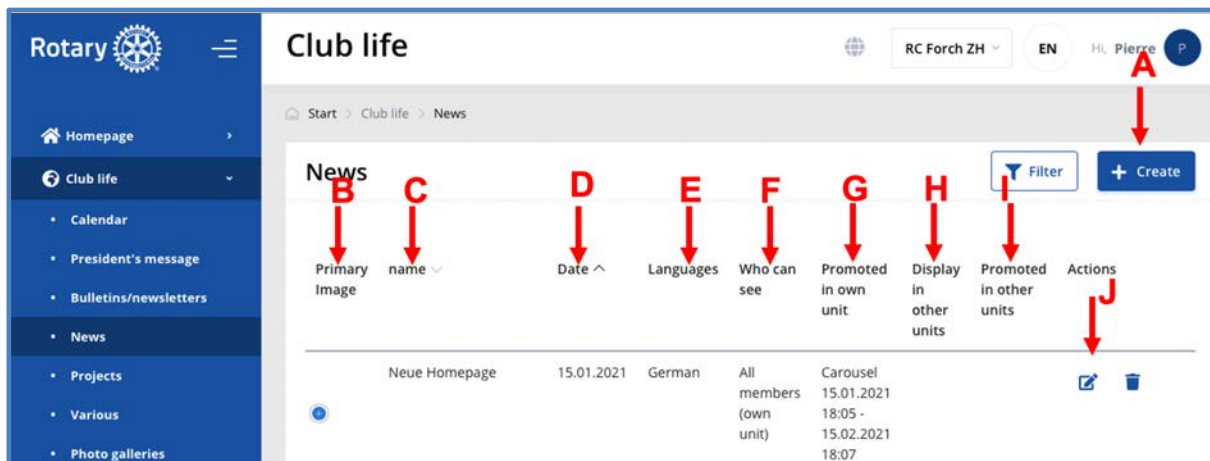 Rotary
Club life
RC Forch ZH
EN
Hi, Pierre
P
A
Start > Club life > News
Homepage
Club life
Calendar
President's message
Bulletins/newsletters
News
Projects
Various
Photo galleries
News
Filter
+ Create
B
C
D
E
F
G
H
I
Primary
Image
name
Date
Languages
Who can
see
Promoted
in own
unit
Display
in
other
units
Promoted
in other
units
Actions
J
Neue Homepage
15.01.2021
German
All
members
(own
unit)
Carousel
15.01.2021
18:05 -
15.02.2021
18:07